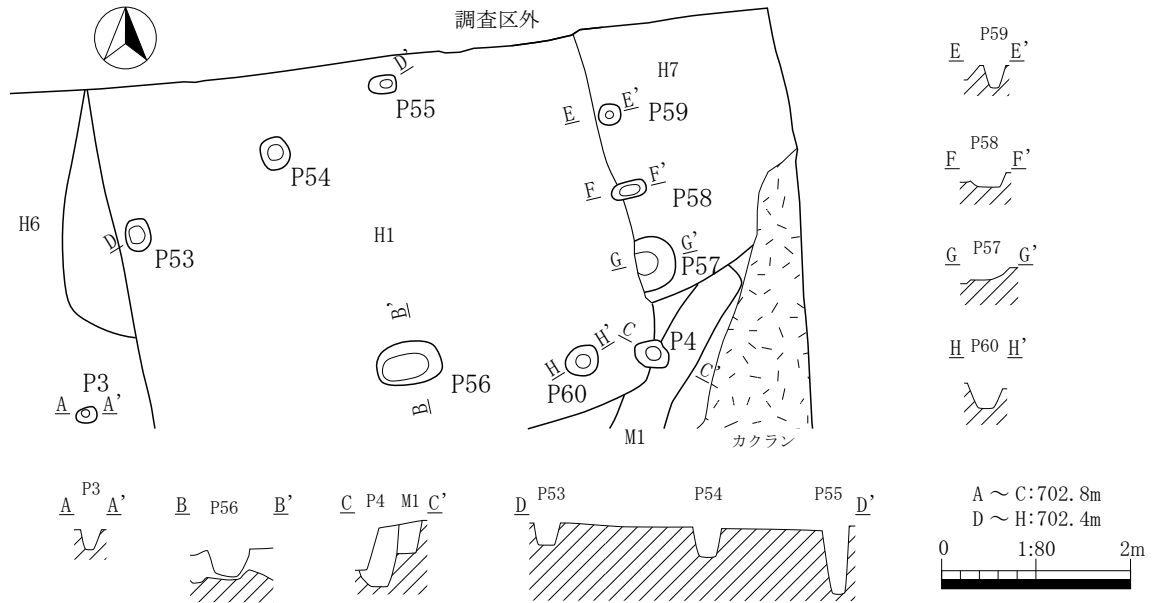 調査区外
D'
P55
H7
E
E'
P59
P54
F
F'
P58
H6
D
P53
H1
G
G'
P57
B'
P56
B
H
H'
P60
C
P4
C'
P3
A
A'
M1
カクラン
E P59 E'
F P58 F'
G P57 G'
H P60 H'
A P3 A'
B P56 B'
C P4 M1 C'
D P53 P54 P55 D'
A ～ C:702.8m
D ～ H:702.4m
0 1:80 2m